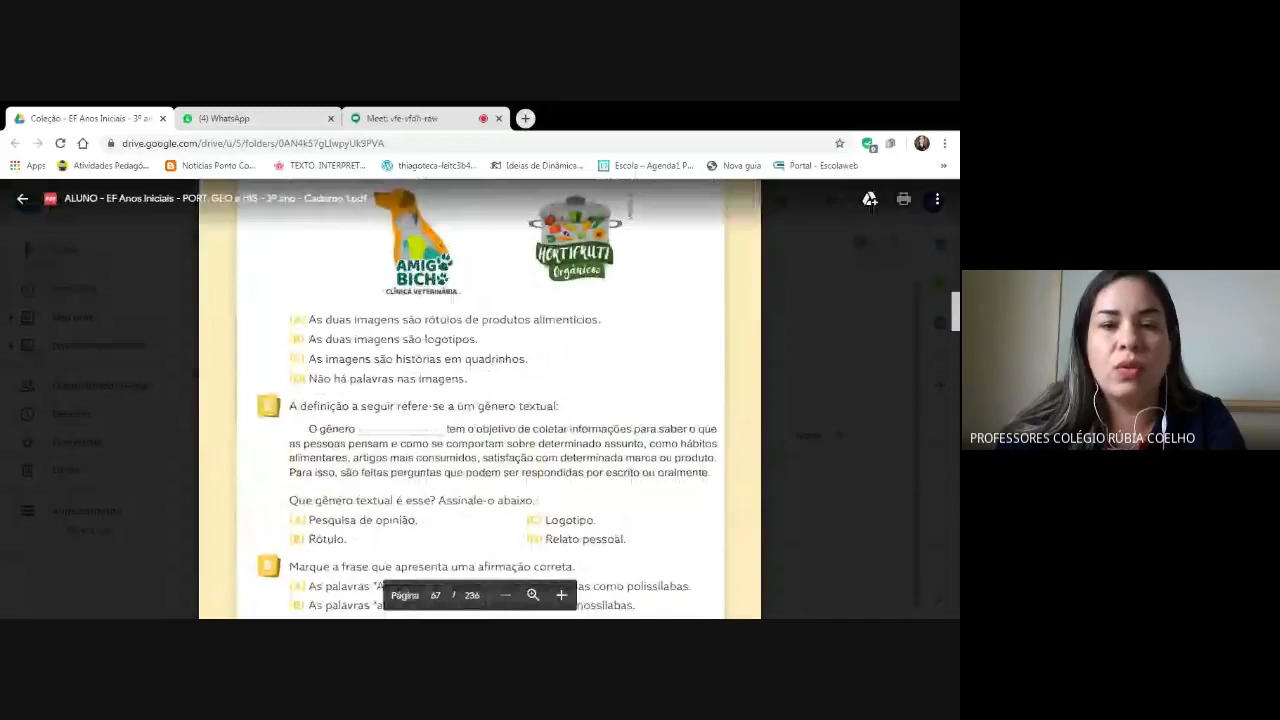 Coleção - EF Anos Iniciais - 3º an
(4) WhatsApp
Meet: vfe-vfdh-raw
drive.google.com/drive/u/5/folders/0AN4k57gLlwpyUk9PVA
Apps
Atividades Pedagó...
Notícias Ponto Co...
TEXTO. INTERPRET...
thiagoteca-leitc3b4...
Ideias de Dinâmica...
Escola – Agenda1 P...
Nova guia
Portal - Escolaweb
»
ALUNO - EF Anos Iniciais - PORT, GEO e HIS - 3º ano - Caderno 1.pdf
AMIGO
BICHO
CLÍNICA VETERINÁRIA
HORTIFRUTI
Orgânicos
(A) As duas imagens são rótulos de produtos alimentícios.
(B) As duas imagens são logotipos.
(C) As imagens são histórias em quadrinhos.
(D) Não há palavras nas imagens.
A definição a seguir refere-se a um gênero textual:
O gênero ____________ tem o objetivo de coletar informações para saber o que
as pessoas pensam e como se comportam sobre determinado assunto, como hábitos
alimentares, artigos mais consumidos, satisfação com determinada marca ou produto.
Para isso, são feitas perguntas que podem ser respondidas por escrito ou oralmente.
Que gênero textual é esse? Assinale-o abaixo.
(A) Pesquisa de opinião. (C) Logotipo.
(B) Rótulo. (D) Relato pessoal.
Marque a frase que apresenta uma afirmação correta.
(A) As palavras as como polissílabas.
(B) As palavras nossílabas.
Página 67 / 236
PROFESSORES COLÉGIO RÚBIA COELHO